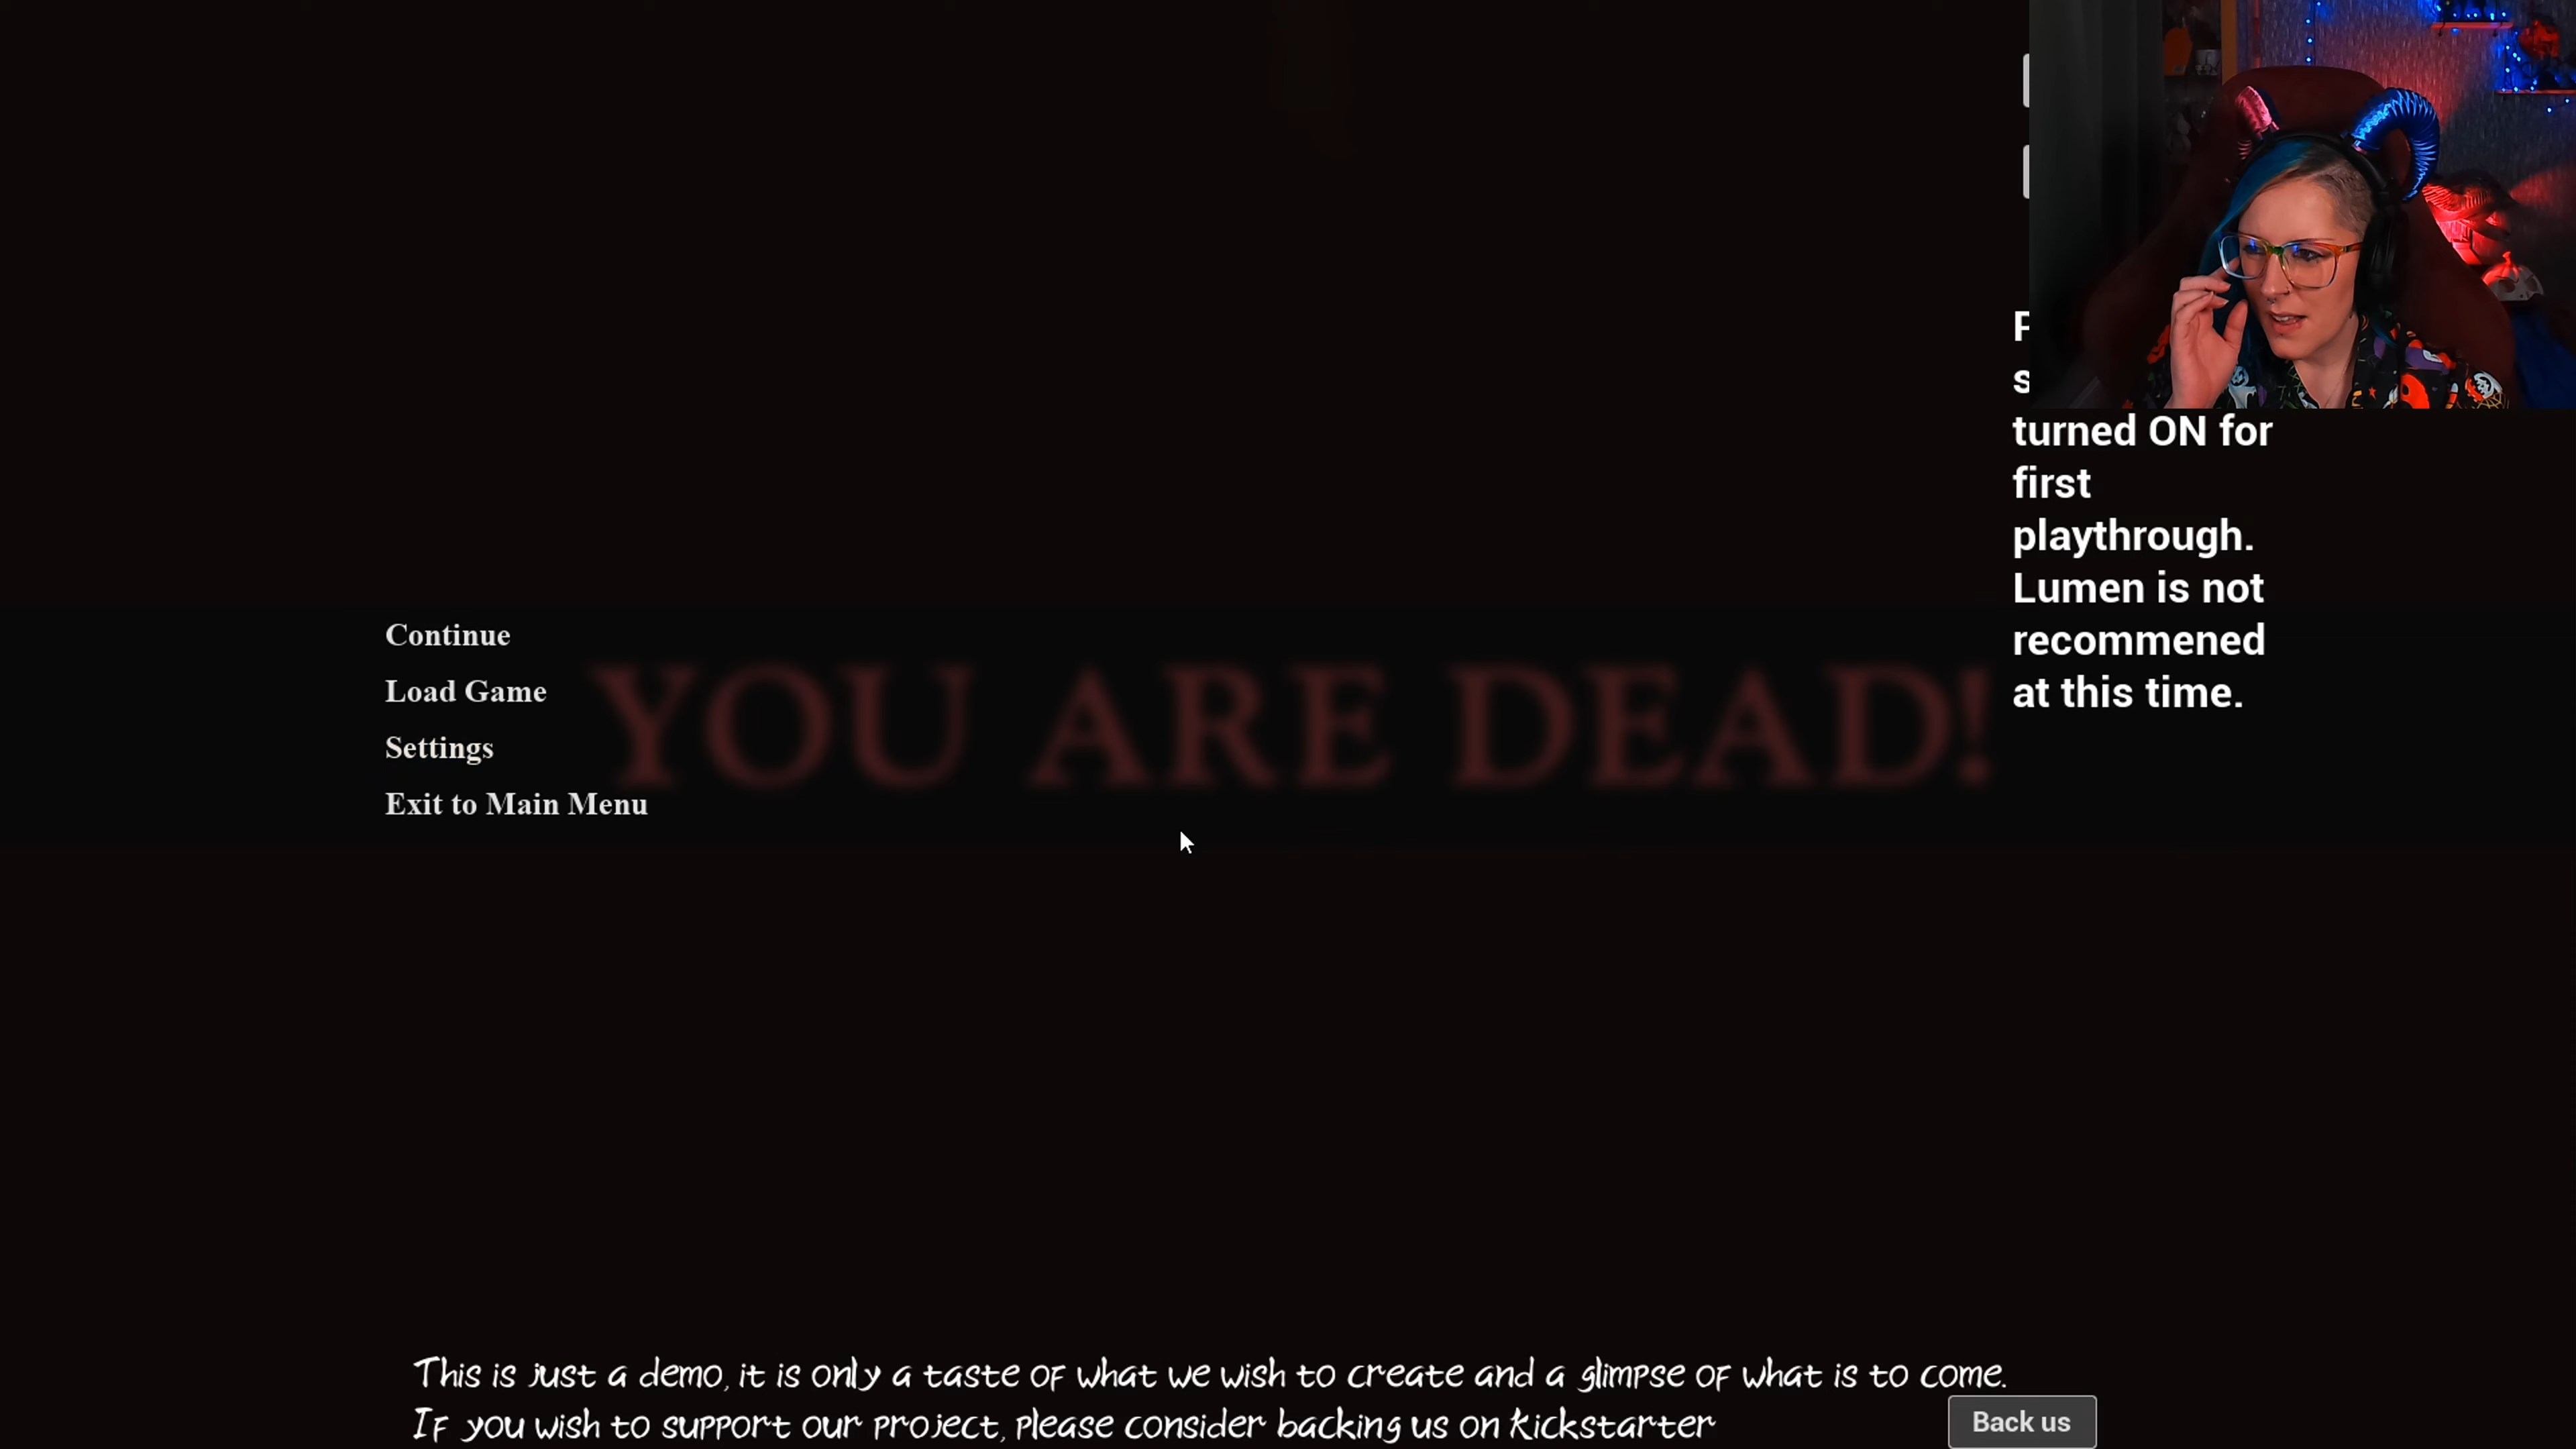 turned ON for
first
playthrough.
Lumen is not
recommened
at this time.
Continue
Load Game
Settings
Exit to Main Menu
YOU ARE DEAD!
This is just a demo, it is only a taste of what we wish to create and a glimpse of what is to come.
If you wish to support our project, please consider backing us on Kickstarter
Back us